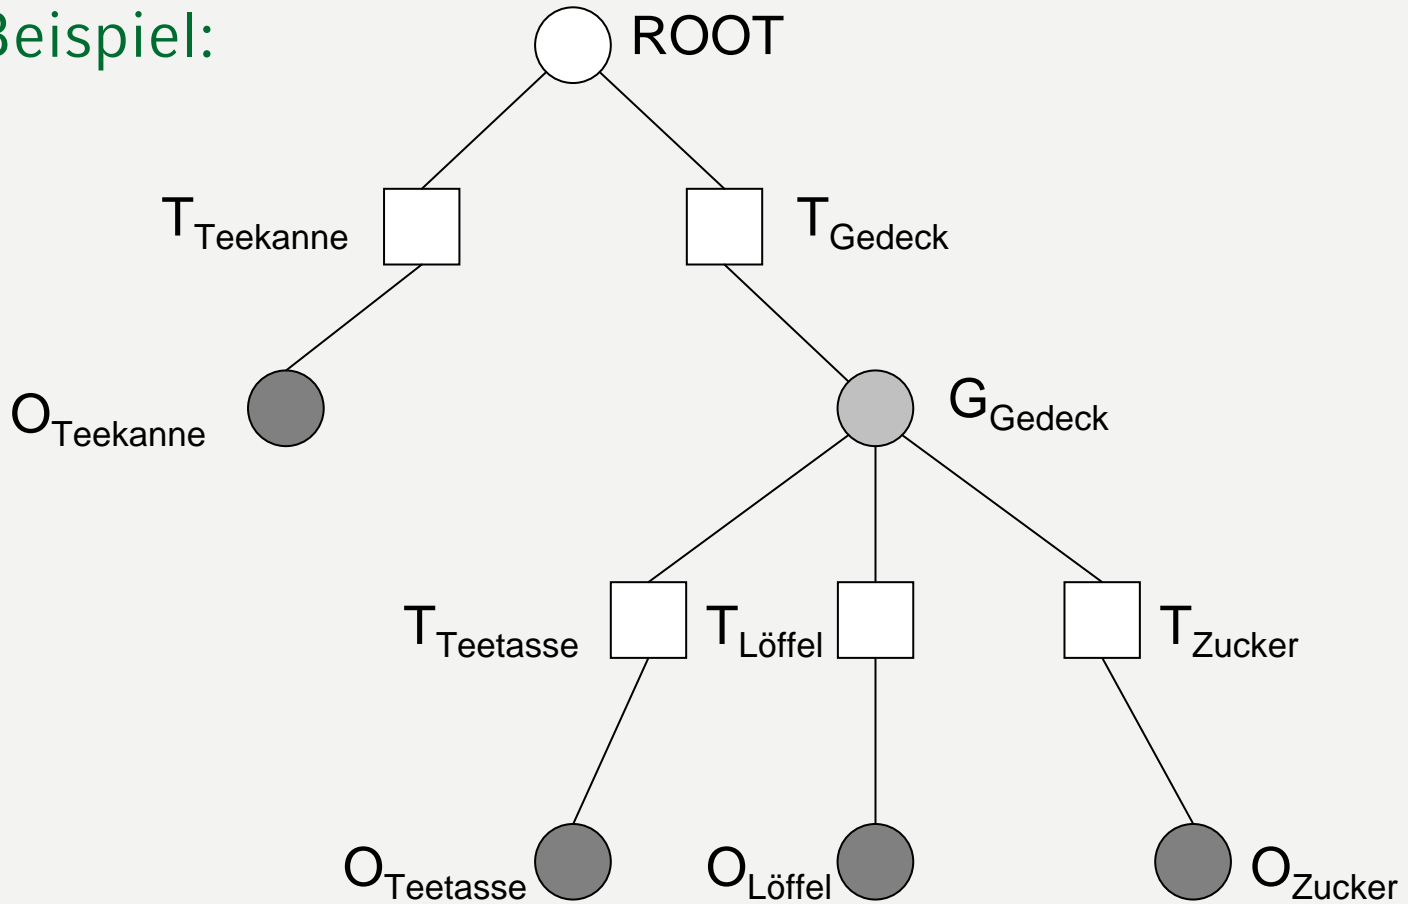 Beispiel:
ROOT
T_Teekanne
T_Gedeck
O_Teekanne
G_Gedeck
T_Teetasse
T_Löffel
T_Zucker
O_Teetasse
O_Löffel
O_Zucker